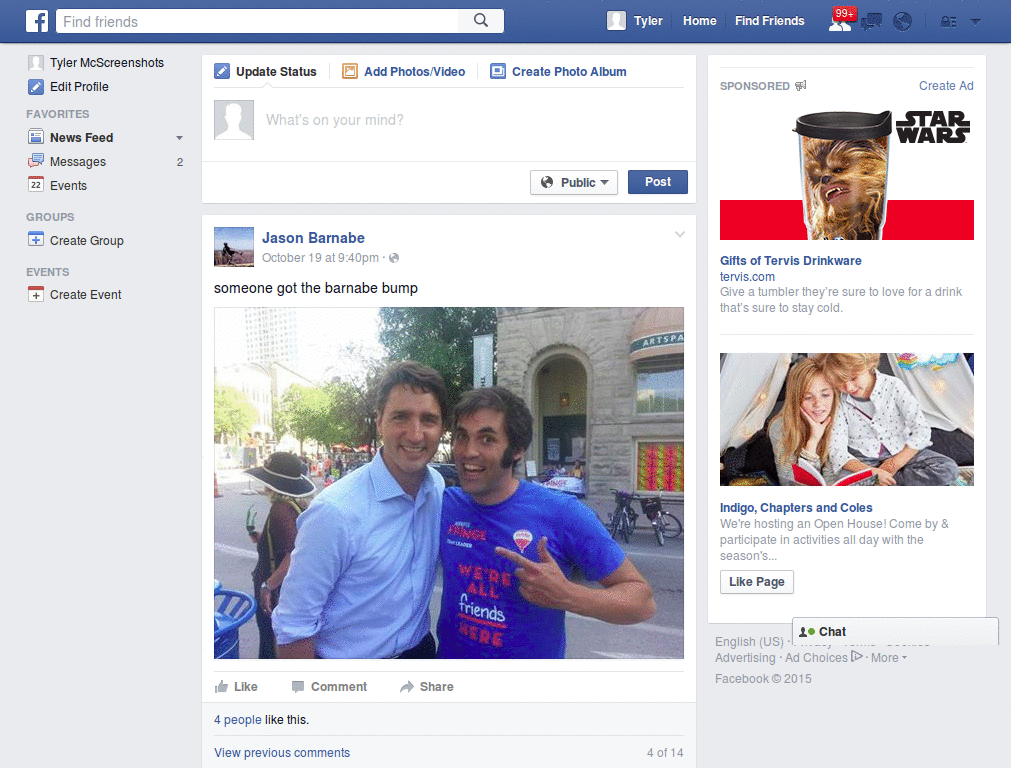 f
Find friends
Tyler
Home
Find Friends
99+
Tyler McScreenshots
Edit Profile
FAVORITES
News Feed
Messages
2
22
Events
GROUPS
Create Group
EVENTS
Create Event
Update Status
Add Photos/Video
Create Photo Album
What's on your mind?
Public
Post
Jason Barnabe
October 19 at 9:40pm ·
someone got the barnabe bump
ARTSPA
FRINGE
LEADER
WE'RE
ALL
friends
HERE
Like
Comment
Share
4 people like this.
View previous comments
4 of 14
SPONSORED
Create Ad
STAR
WARS
Gifts of Tervis Drinkware
tervis.com
Give a tumbler they're sure to love for a drink
that's sure to stay cold.
Indigo, Chapters and Coles
We're hosting an Open House! Come by &
participate in activities all day with the
season's...
Like Page
Chat
English (US) ·
Advertising · Ad Choices · More
Facebook © 2015